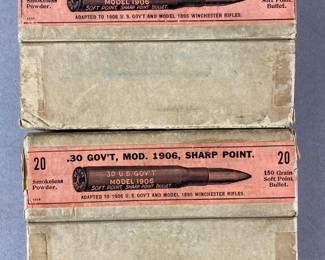 Smokeless
Powder.
MODEL 1906
SOFT POINT, SHARP POINT BULLET.
ADAPTED TO 1906 U.S. GOV'T AND MODEL 1895 WINCHESTER RIFLES.
Soft Point
Bullet.
20
.30 GOV'T, MOD. 1906, SHARP POINT.
20
Smokeless
Powder.
30 U.S. GOV'T
MODEL 1906
SOFT POINT, SHARP POINT BULLET.
ADAPTED TO 1906 U.S. GOV'T AND MODEL 1895 WINCHESTER RIFLES.
150 Grain
Soft Point
Bullet.